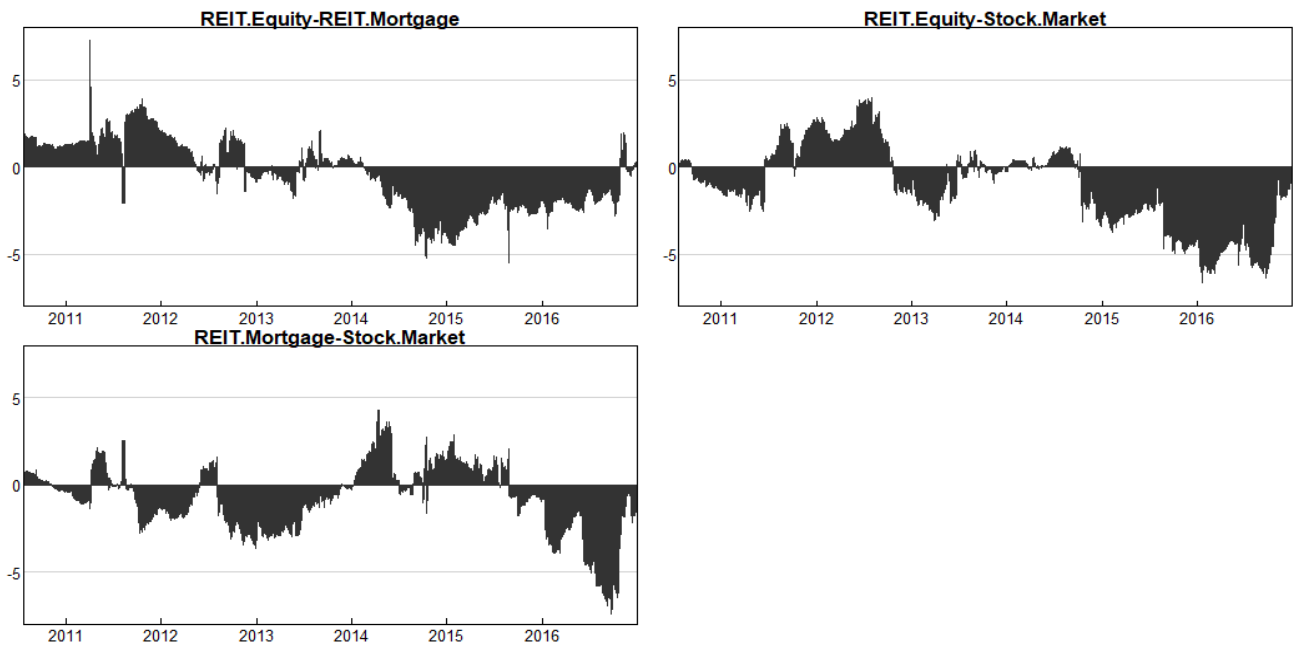 REIT.Equity-REIT.Mortgage
5
0
-5
2011 2012 2013 2014 2015 2016
REIT.Equity-Stock.Market
5
0
-5
2011 2012 2013 2014 2015 2016
REIT.Mortgage-Stock.Market
5
0
-5
2011 2012 2013 2014 2015 2016